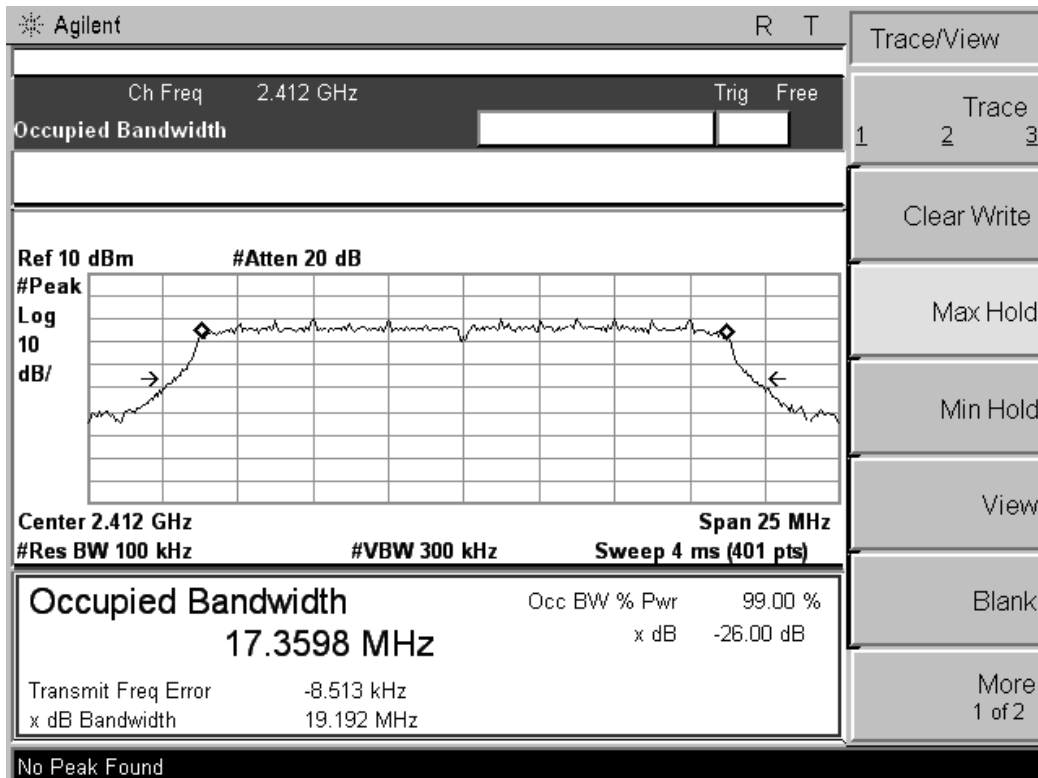 Agilent R T
Trace/View
Ch Freq 2.412 GHz Trig Free
Occupied Bandwidth
Trace
1 2 3
Clear Write
Ref 10 dBm #Atten 20 dB
#Peak
Log
10
dB/
Max Hold
Min Hold
View
Center 2.412 GHz Span 25 MHz
#Res BW 100 kHz #VBW 300 kHz Sweep 4 ms (401 pts)
Occupied Bandwidth
17.3598 MHz
Occ BW % Pwr 99.00 %
x dB -26.00 dB
Blank
Transmit Freq Error -8.513 kHz
x dB Bandwidth 19.192 MHz
More
1 of 2
No Peak Found